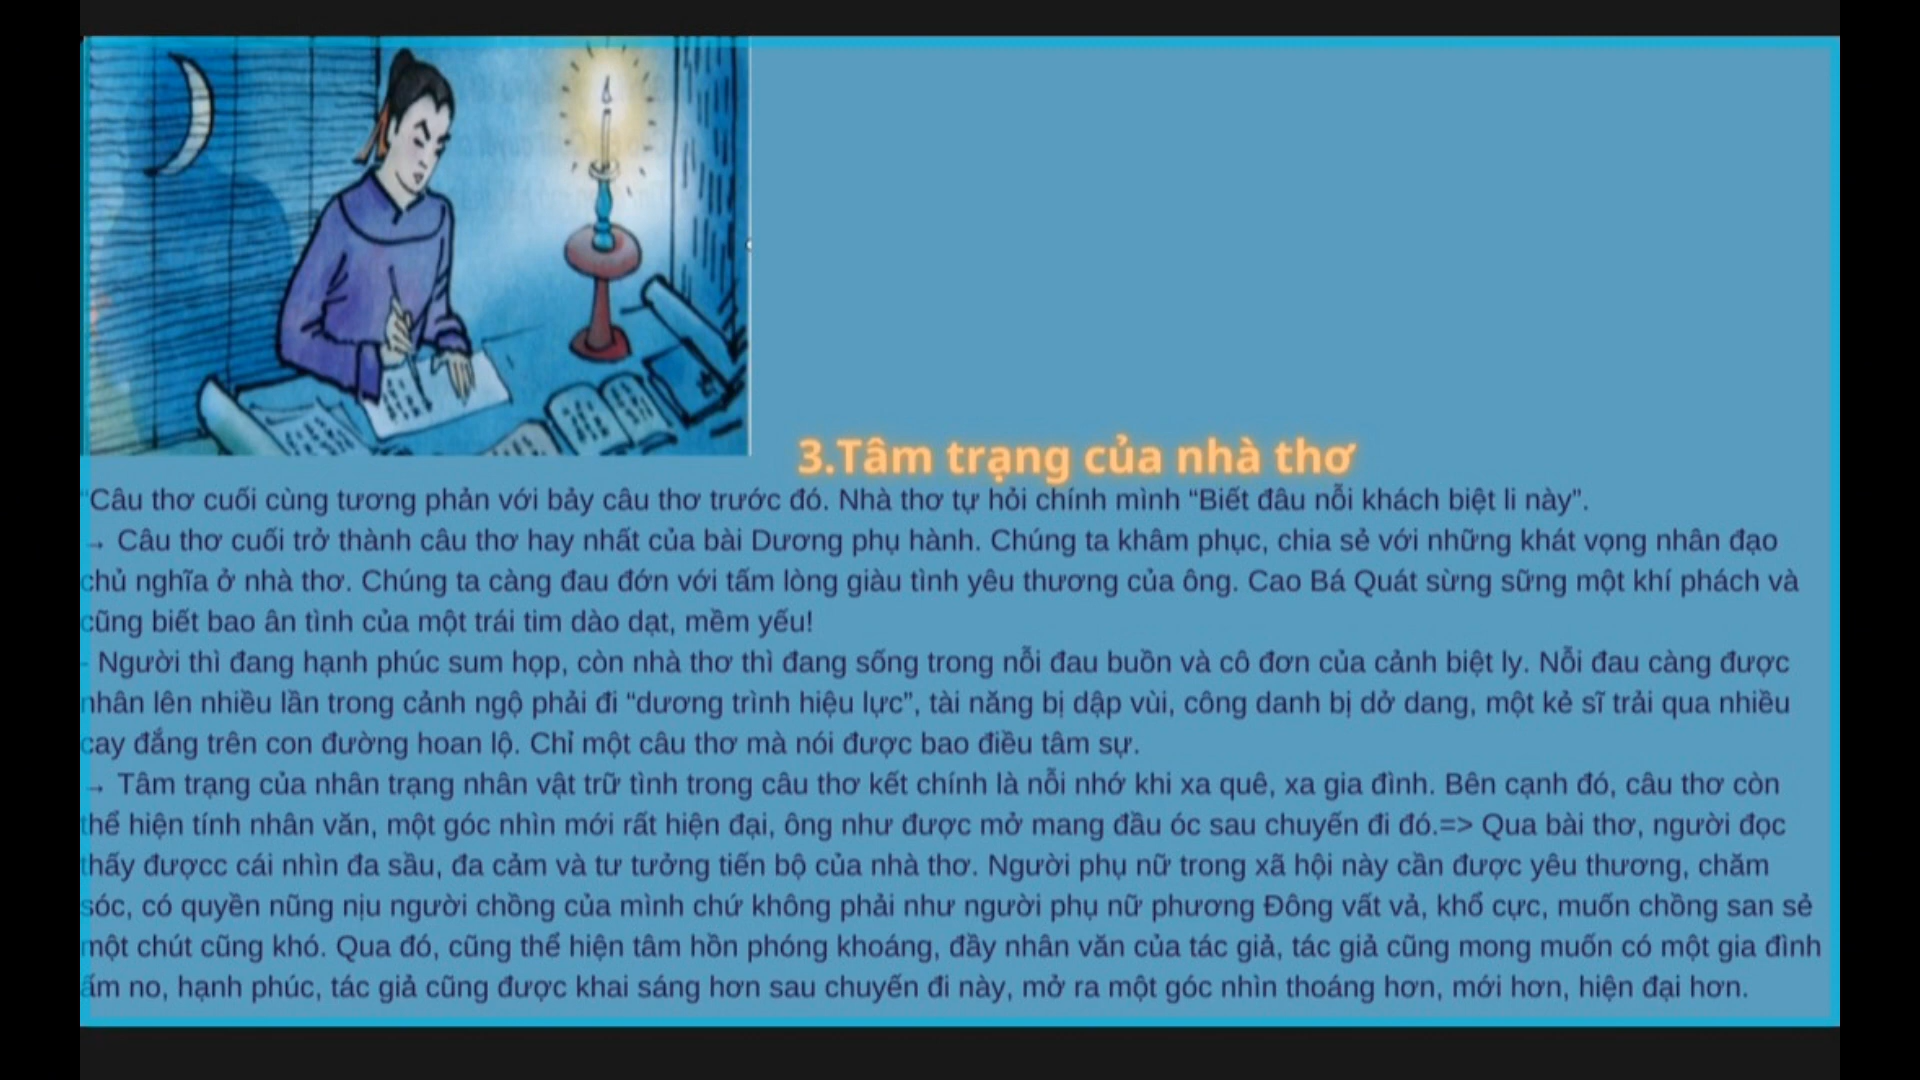 3.Tâm trạng của nhà thơ
"Câu thơ cuối cùng tương phản với bảy câu thơ trước đó. Nhà thơ tự hỏi chính mình “Biết đâu nỗi khách biệt li này”.
→ Câu thơ cuối trở thành câu thơ hay nhất của bài Dương phụ hành. Chúng ta khâm phục, chia sẻ với những khát vọng nhân đạo
chủ nghĩa ở nhà thơ. Chúng ta càng đau đớn với tấm lòng giàu tình yêu thương của ông. Cao Bá Quát sừng sững một khí phách và
cũng biết bao ân tình của một trái tim dào dạt, mềm yếu!
- Người thì đang hạnh phúc sum họp, còn nhà thơ thì đang sống trong nỗi đau buồn và cô đơn của cảnh biệt ly. Nỗi đau càng được
nhân lên nhiều lần trong cảnh ngộ phải đi “dương trình hiệu lực”, tài năng bị dập vùi, công danh bị dở dang, một kẻ sĩ trải qua nhiều
cay đắng trên con đường hoan lộ. Chỉ một câu thơ mà nói được bao điều tâm sự.
→ Tâm trạng của nhân trạng nhân vật trữ tình trong câu thơ kết chính là nỗi nhớ khi xa quê, xa gia đình. Bên cạnh đó, câu thơ còn
thể hiện tính nhân văn, một góc nhìn mới rất hiện đại, ông như được mở mang đầu óc sau chuyến đi đó.=> Qua bài thơ, người đọc
thấy đượcc cái nhìn đa sầu, đa cảm và tư tưởng tiến bộ của nhà thơ. Người phụ nữ trong xã hội này cần được yêu thương, chăm
sóc, có quyền nũng nịu người chồng của mình chứ không phải như người phụ nữ phương Đông vất vả, khổ cực, muốn chồng san sẻ
một chút cũng khó. Qua đó, cũng thể hiện tâm hồn phóng khoáng, đầy nhân văn của tác giả, tác giả cũng mong muốn có một gia đình
ấm no, hạnh phúc, tác giả cũng được khai sáng hơn sau chuyến đi này, mở ra một góc nhìn thoáng hơn, mới hơn, hiện đại hơn.